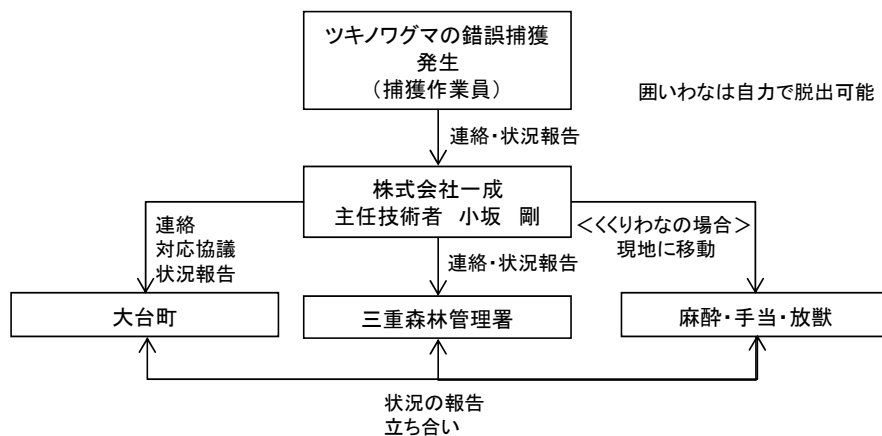 ツキノワグマの錯誤捕獲
発生
（捕獲作業員）
囲いわなは自力で脱出可能
連絡・状況報告
株式会社一成
主任技術者　小坂　剛
連絡
対応協議
状況報告
連絡・状況報告
＜くくりわなの場合＞
現地に移動
大台町
三重森林管理署
麻酔・手当・放獣
状況の報告
立ち合い